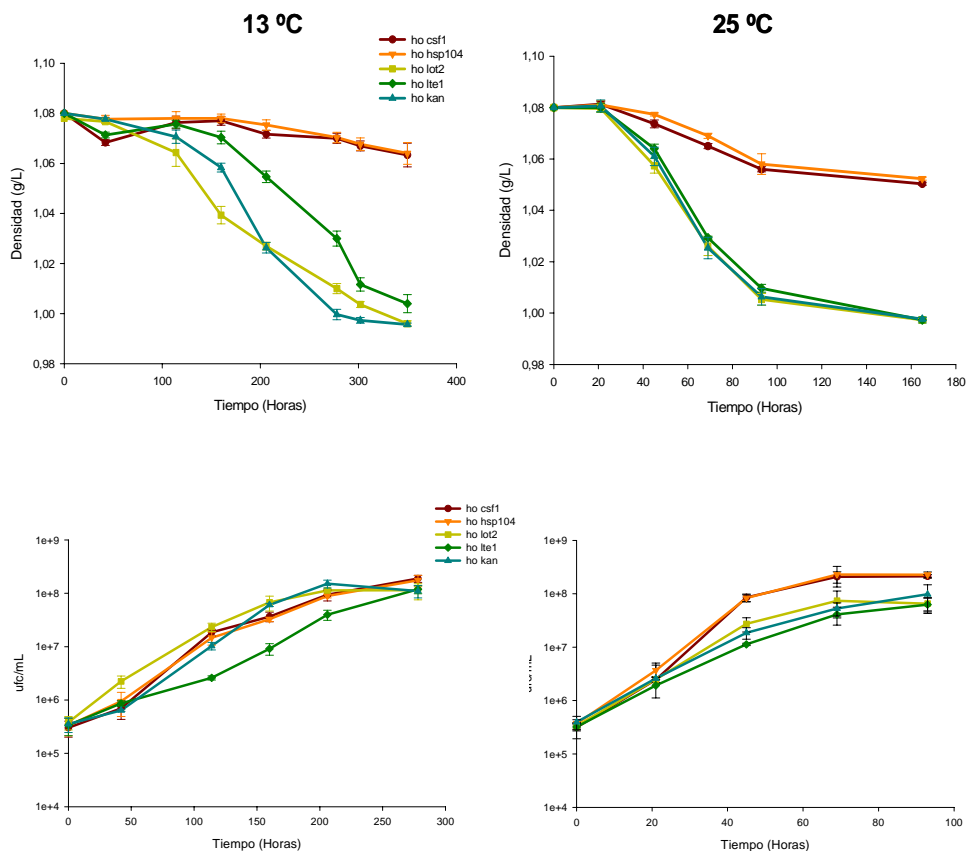 13 ºC
25 ºC
ho csf1
ho hsp104
ho lot2
ho lte1
ho kan
1,10
1,08
1,06
1,04
1,02
1,00
0,98
Densidad (g/L)
0
100
200
300
400
Tiempo (Horas)
1,10
1,08
1,06
1,04
1,02
1,00
0,98
Densidad (g/L)
0
20
40
60
80
100
120
140
160
180
Tiempo (Horas)
ho csf1
ho hsp104
ho lot2
ho lte1
ho kan
1e+9
1e+8
1e+7
1e+6
1e+5
1e+4
ufc/mL
0
50
100
150
200
250
300
Tiempo (Horas)
1e+9
1e+8
1e+7
1e+6
1e+5
1e+4
0
20
40
60
80
100
Tiempo (Horas)